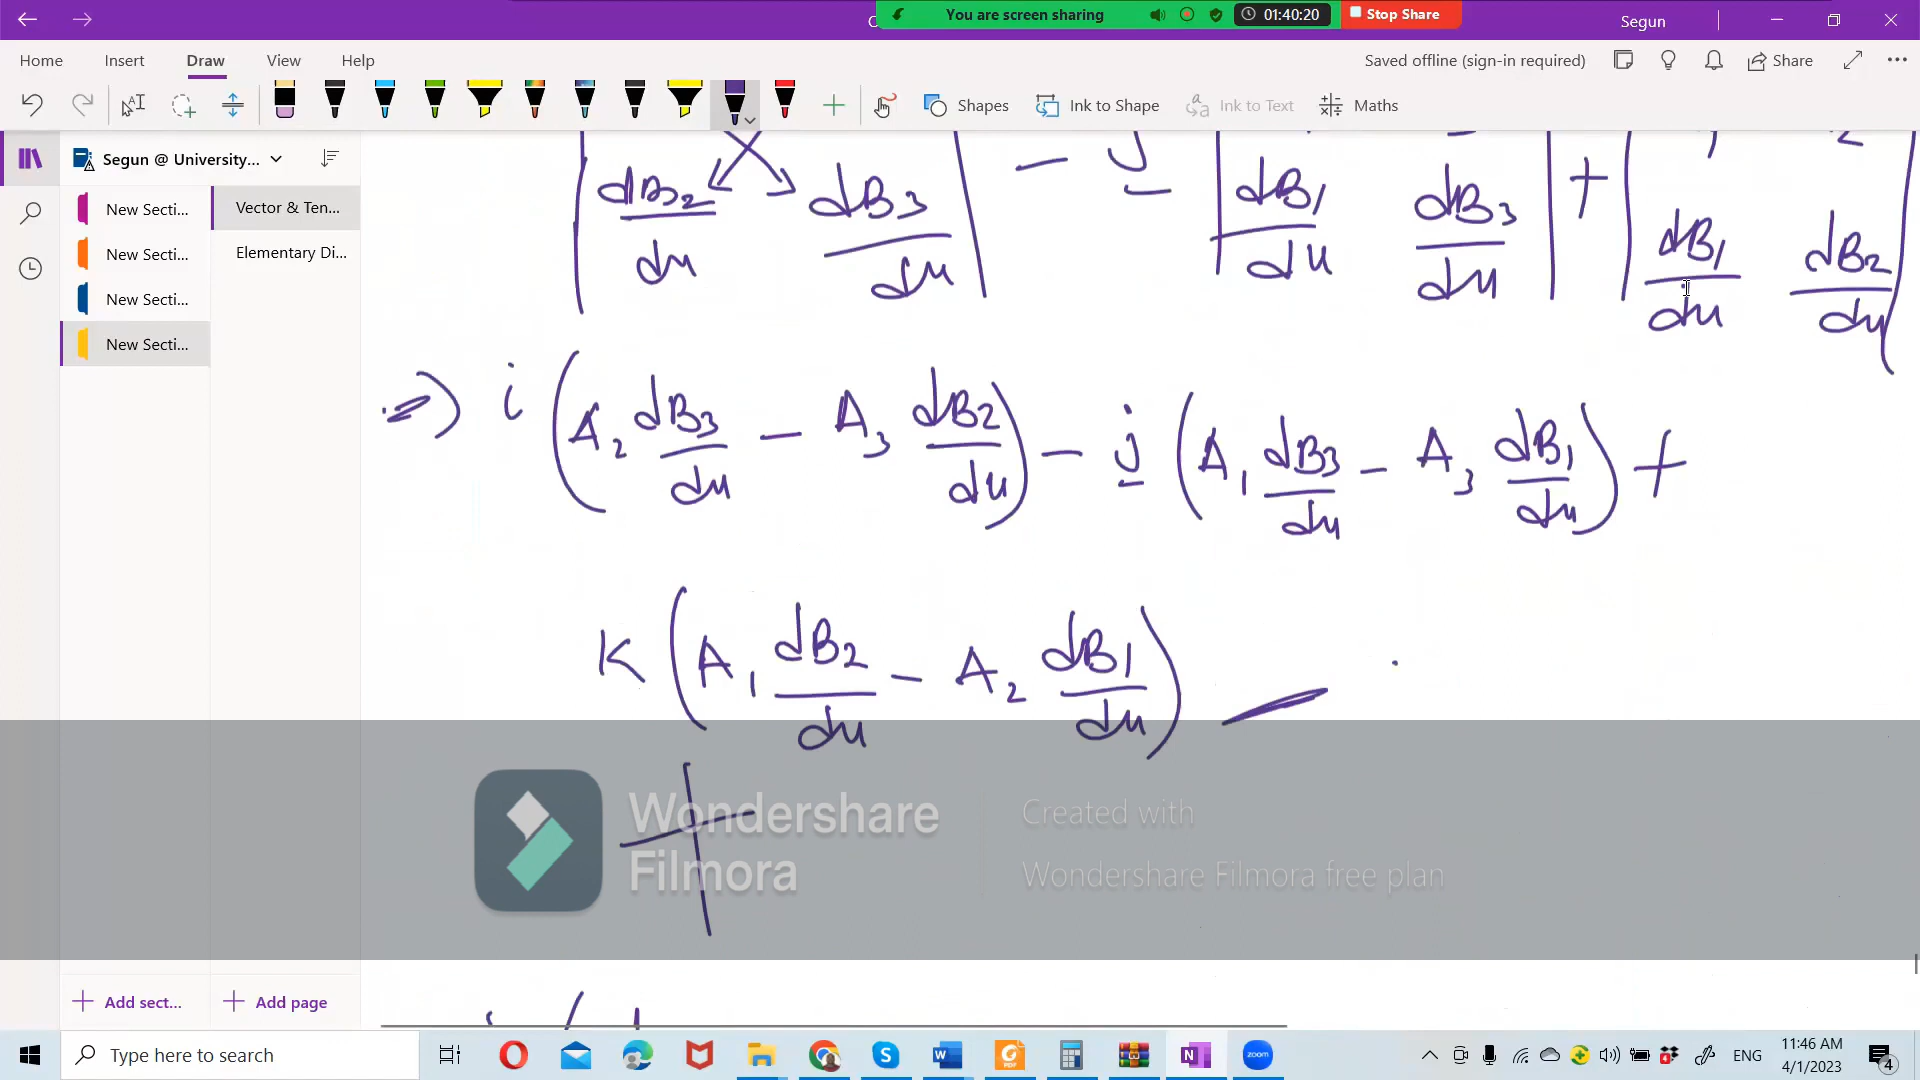 You are screen sharing 01:40:20 Stop Share
Segun
Home Insert Draw View Help
Saved offline (sign-in required) Share
Shapes Ink to Shape Ink to Text Maths
Segun @ University...
New Secti...
New Secti...
New Secti...
New Secti...
Vector & Ten...
Elementary Di...
dB2/du dB3/du − j dB1/du dB3/du + dB1/du dB2/du
=> i (A2 dB3/du − A3 dB2/du) − j (A1 dB3/du − A3 dB1/du) +
K (A1 dB2/du − A2 dB1/du)
+
Wondershare Filmora
Created with
Wondershare Filmora free plan
Add sect... Add page
Type here to search
ENG
11:46 AM
4/1/2023
4